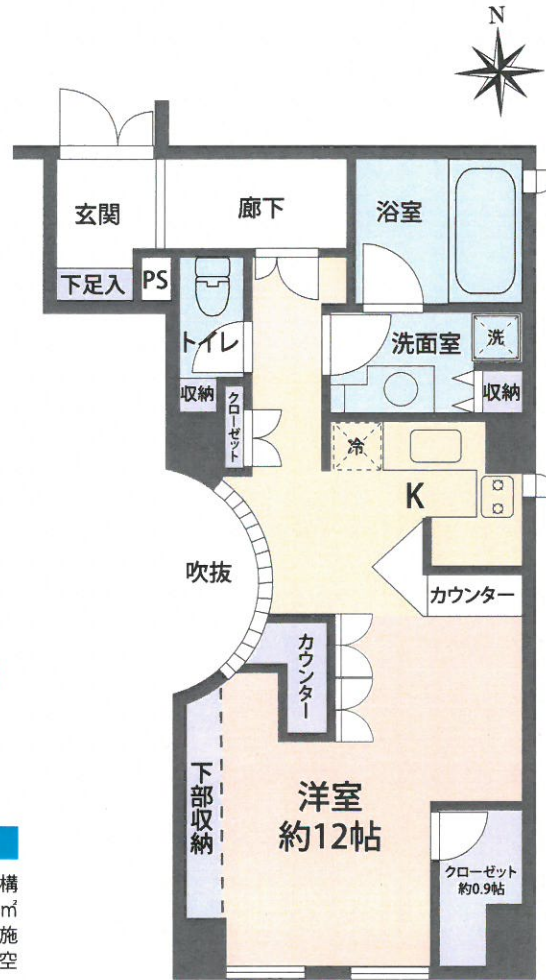 N
玄関
廊下
浴室
下足入
PS
トイレ
洗面室
洗
収納
収納
クローゼット
冷
K
吹抜
カウンター
カウンター
下部収納
洋室
約12帖
クローゼット
約0.9帖
構
㎡
施
空